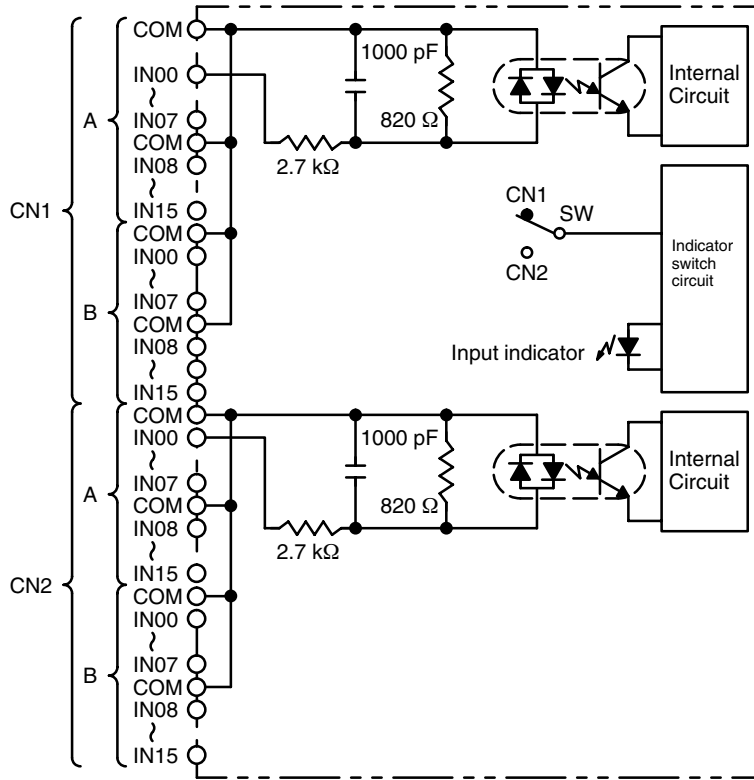 CN1
A
COM
IN00
IN07
COM
IN08
IN15
B
COM
IN00
IN07
COM
IN08
IN15
1000 pF
820 Ω
2.7 kΩ
Internal
Circuit
CN1
SW
CN2
Indicator
switch
circuit
Input indicator
CN2
A
COM
IN00
IN07
COM
IN08
IN15
B
COM
IN00
IN07
COM
IN08
IN15
1000 pF
820 Ω
2.7 kΩ
Internal
Circuit